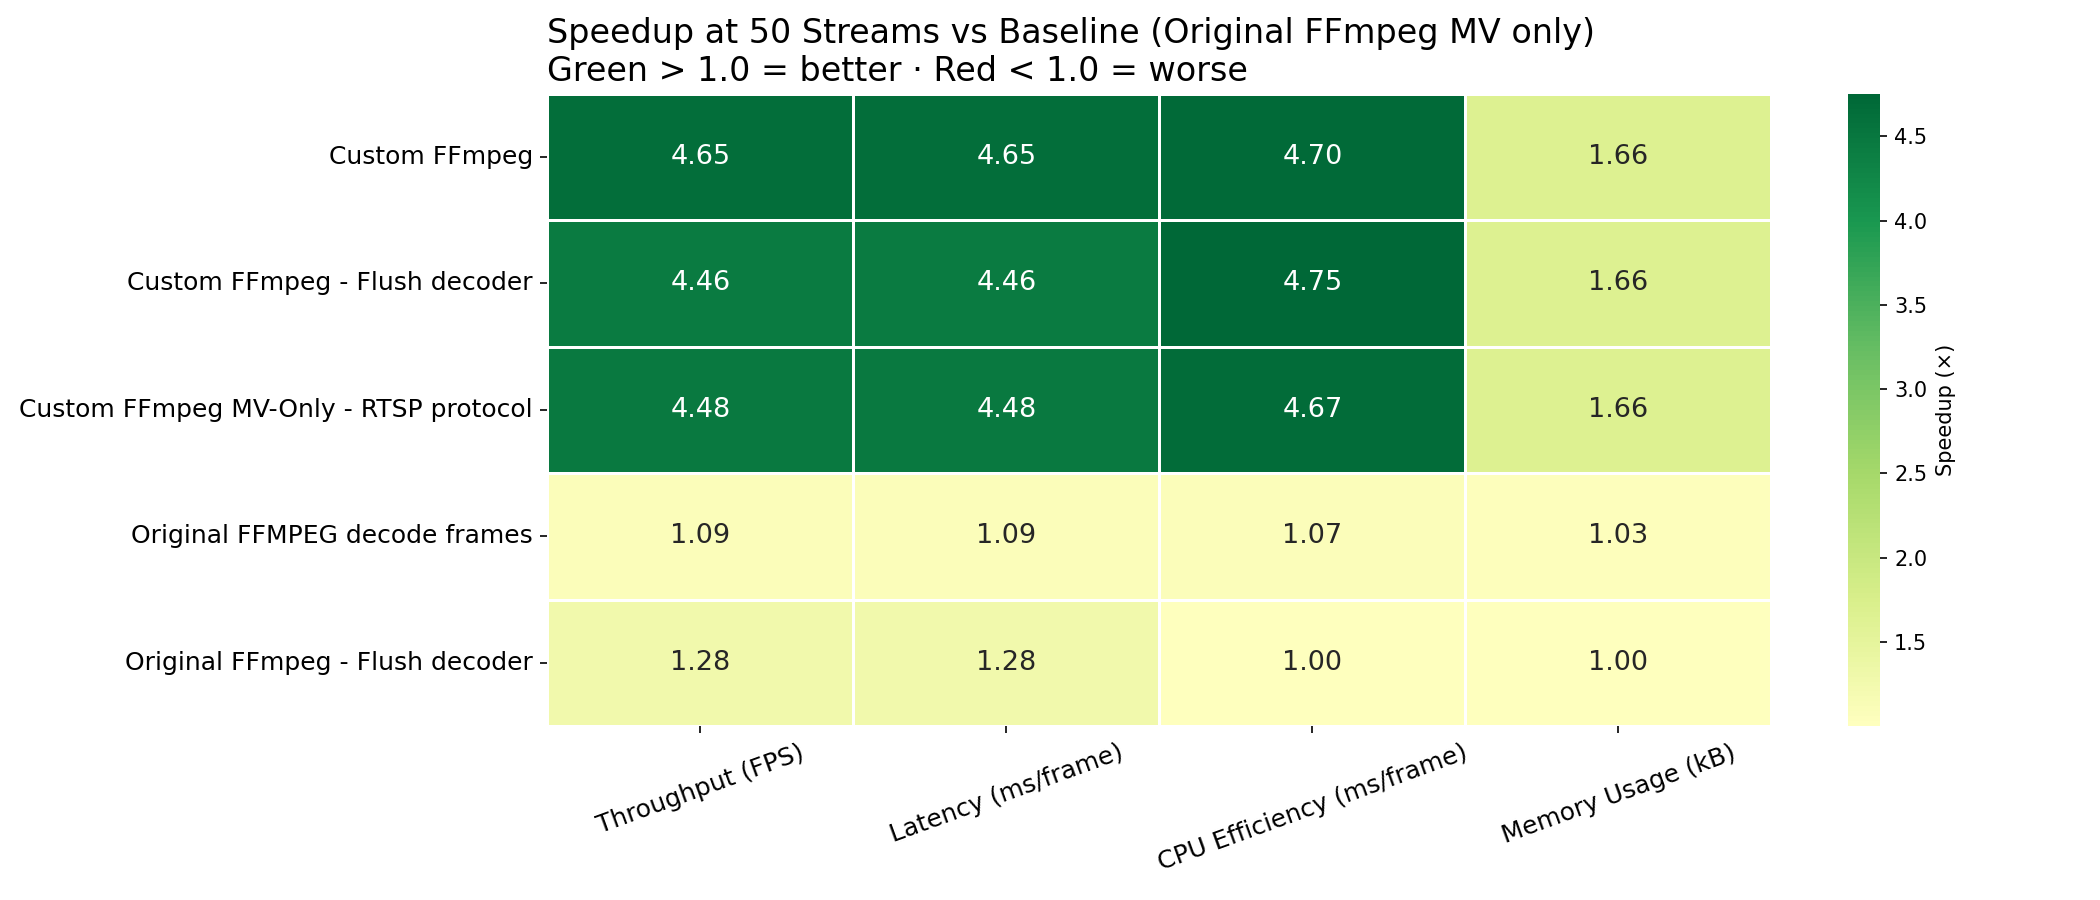 Speedup at 50 Streams vs Baseline (Original FFmpeg MV only)
Green > 1.0 = better · Red < 1.0 = worse
Custom FFmpeg
4.65
4.65
4.70
1.66
Custom FFmpeg - Flush decoder
4.46
4.46
4.75
1.66
Custom FFmpeg MV-Only - RTSP protocol
4.48
4.48
4.67
1.66
Original FFMPEG decode frames
1.09
1.09
1.07
1.03
Original FFmpeg - Flush decoder
1.28
1.28
1.00
1.00
Throughput (FPS)
Latency (ms/frame)
CPU Efficiency (ms/frame)
Memory Usage (kB)
4.5
4.0
3.5
3.0
2.5
2.0
1.5
Speedup (×)